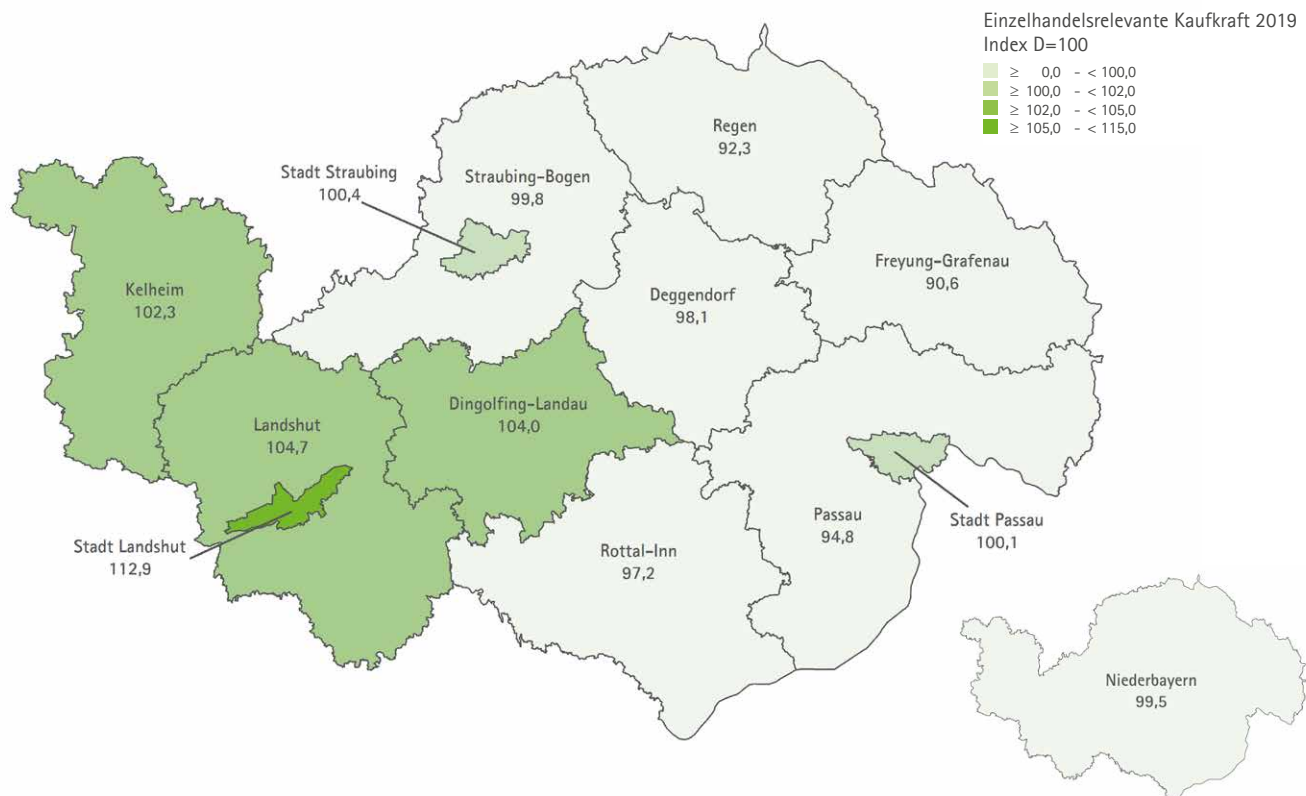 Einzelhandelsrelevante Kaufkraft 2019
Index D=100
≥ 0,0 - < 100,0
≥ 100,0 - < 102,0
≥ 102,0 - < 105,0
≥ 105,0 - < 115,0
Regen
92,3
Stadt Straubing
100,4
Straubing-Bogen
99,8
Freyung-Grafenau
90,6
Kelheim
102,3
Deggendorf
98,1
Landshut
104,7
Dingolfing-Landau
104,0
Stadt Landshut
112,9
Rottal-Inn
97,2
Passau
94,8
Stadt Passau
100,1
Niederbayern
99,5